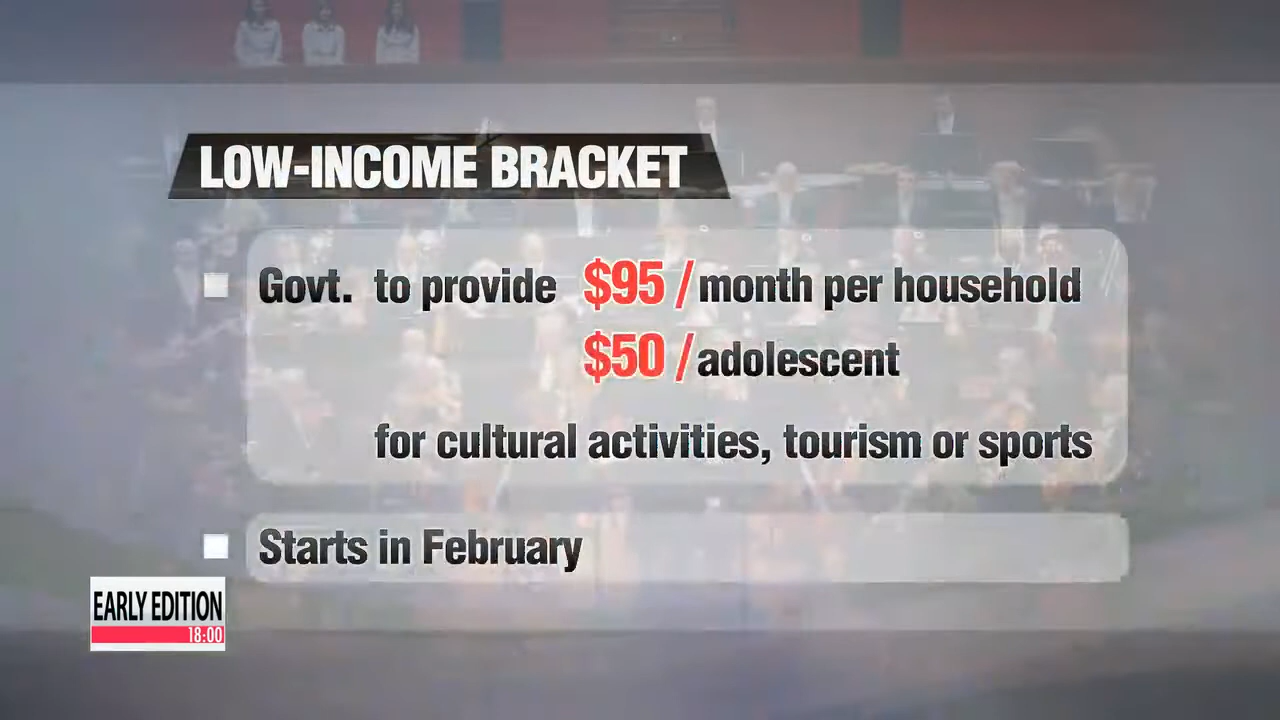 LOW-INCOME BRACKET
Govt. to provide $95 / month per household
$50 / adolescent
for cultural activities, tourism or sports
Starts in February
EARLY EDITION
18:00